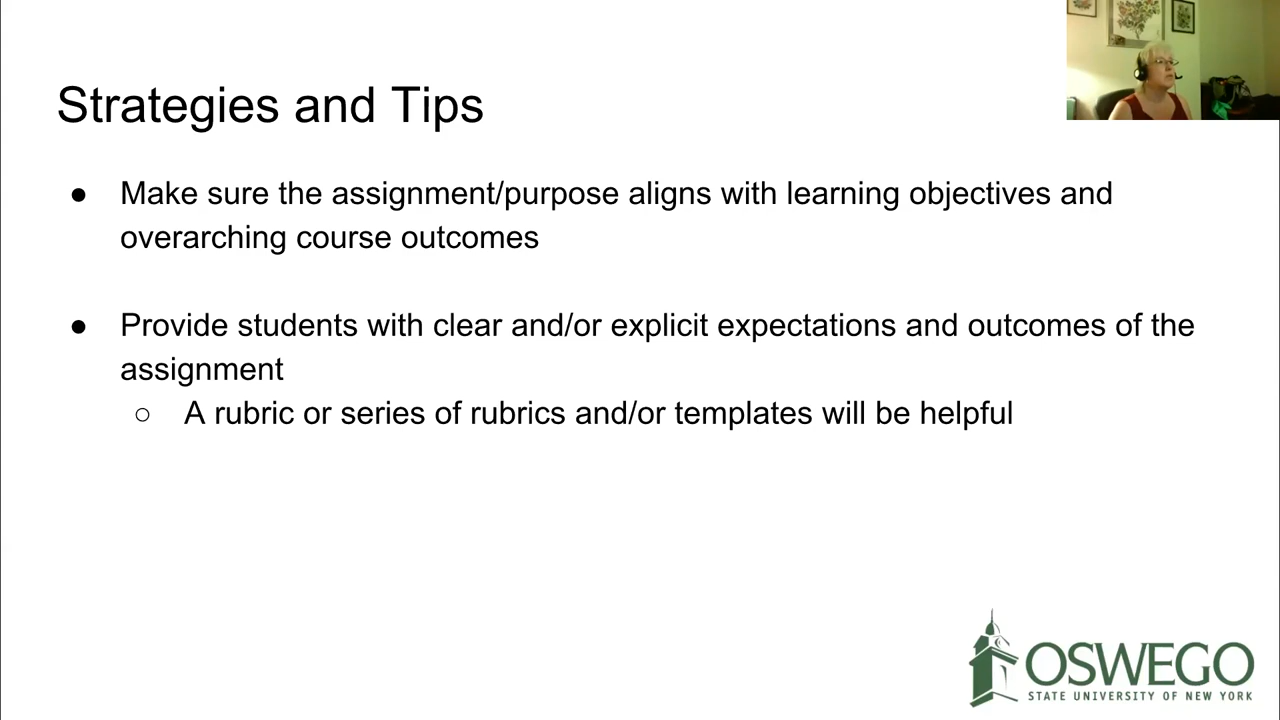 Strategies and Tips
● Make sure the assignment/purpose aligns with learning objectives and
overarching course outcomes
● Provide students with clear and/or explicit expectations and outcomes of the
assignment
○ A rubric or series of rubrics and/or templates will be helpful
OSWEGO
STATE UNIVERSITY OF NEW YORK